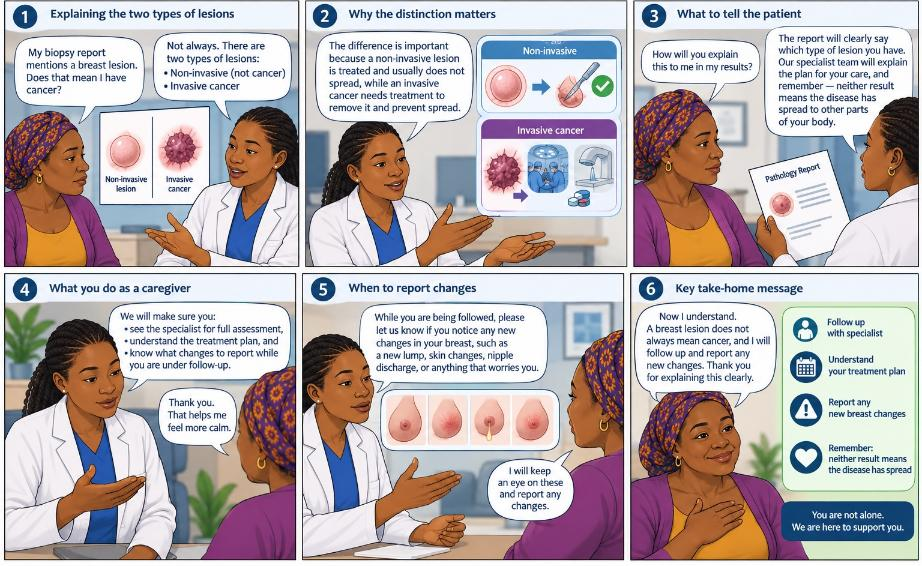 1 Explaining the two types of lesions
My biopsy report
mentions a breast lesion.
Does that mean I have
cancer?
Not always. There are
two types of lesions:
• Non-invasive (not cancer)
• Invasive cancer
Non-invasive
lesion
Invasive
cancer
2 Why the distinction matters
The difference is important
because a non-invasive lesion
is treated and usually does not
spread, while an invasive
cancer needs treatment to
remove it and prevent spread.
Non-invasive
Invasive cancer
3 What to tell the patient
How will you explain
this to me in my results?
The report will clearly say
which type of lesion you have.
Our specialist team will explain
the plan for your care, and
remember — neither result
means the disease has
spread to other parts
of your body.
Pathology Report
4 What you do as a caregiver
We will make sure you:
• see the specialist for full assessment,
• understand the treatment plan, and
• know what changes to report while
you are under follow-up.
Thank you.
That helps me
feel more calm.
5 When to report changes
While you are being followed, please
let us know if you notice any new
changes in your breast, such as
a new lump, skin changes, nipple
discharge, or anything that worries you.
I will keep
an eye on these
and report any
changes.
6 Key take-home message
Now I understand.
A breast lesion does not
always mean cancer, and I will
follow up and report any
new changes. Thank you
for explaining this clearly.
Follow up
with specialist
Understand
your treatment plan
Report any
new breast changes
Remember:
neither result means
the disease has spread
You are not alone.
We are here to support you.